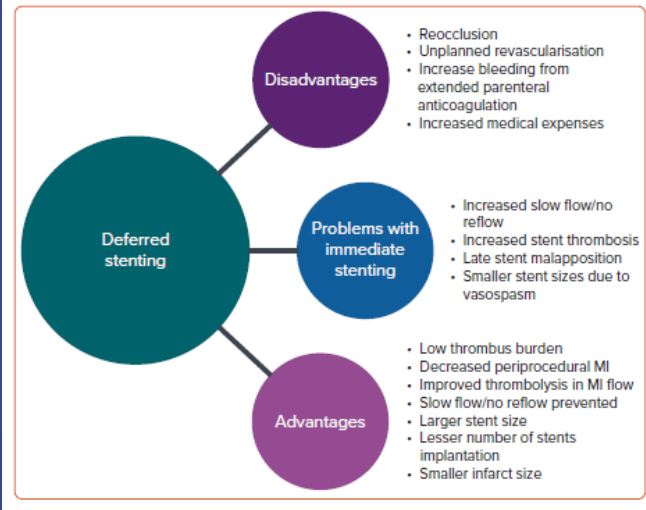 Deferred
stenting
Disadvantages
• Reocclusion
• Unplanned revascularisation
• Increase bleeding from
extended parenteral
anticoagulation
• Increased medical expenses
Problems with
immediate
stenting
• Increased slow flow/no
reflow
• Increased stent thrombosis
• Late stent malapposition
• Smaller stent sizes due to
vasospasm
Advantages
• Low thrombus burden
• Decreased periprocedural MI
• Improved thrombolysis in MI flow
• Slow flow/no reflow prevented
• Larger stent size
• Lesser number of stents
implantation
• Smaller infarct size